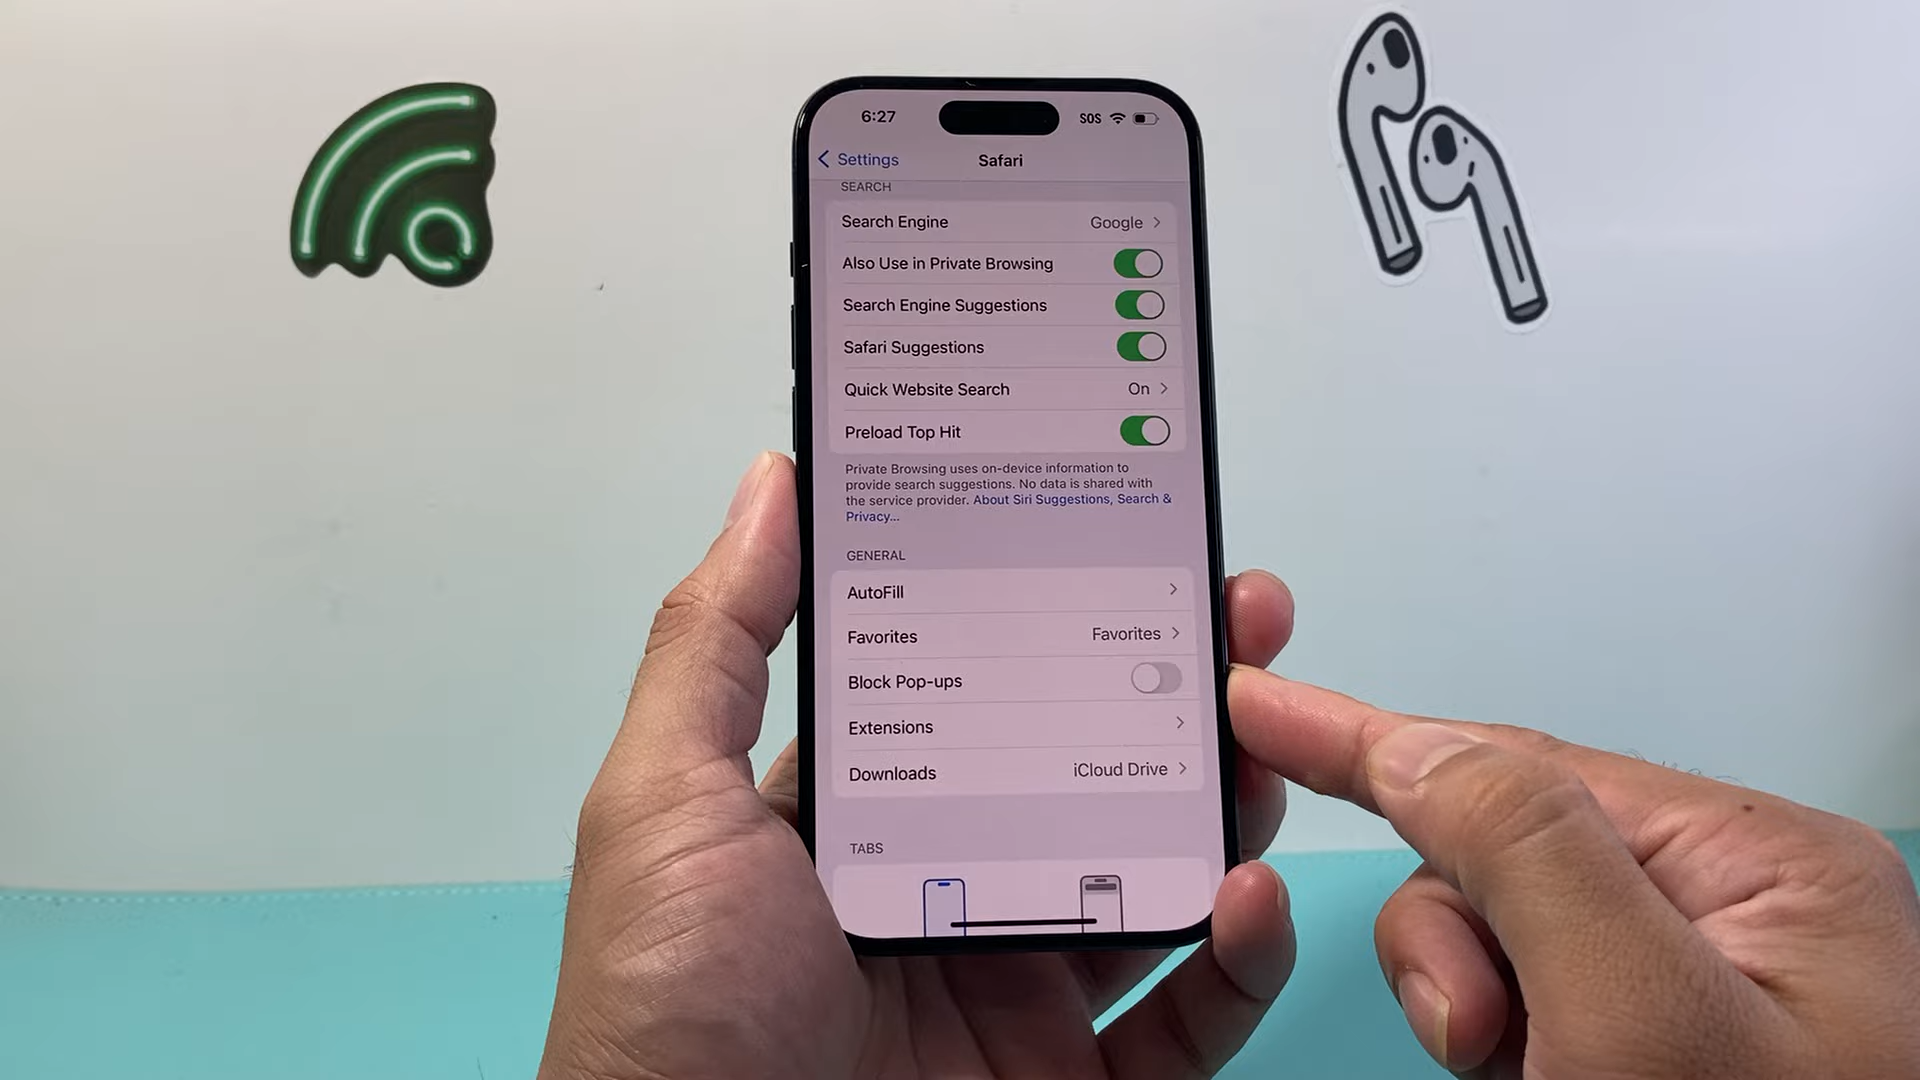 6:27
SOS
Settings
Safari
SEARCH
Search Engine
Google
Also Use in Private Browsing
Search Engine Suggestions
Safari Suggestions
Quick Website Search
On
Preload Top Hit
Private Browsing uses on-device information to
provide search suggestions. No data is shared with
the service provider. About Siri Suggestions, Search &
Privacy...
GENERAL
AutoFill
Favorites
Favorites
Block Pop-ups
Extensions
Downloads
iCloud Drive
TABS